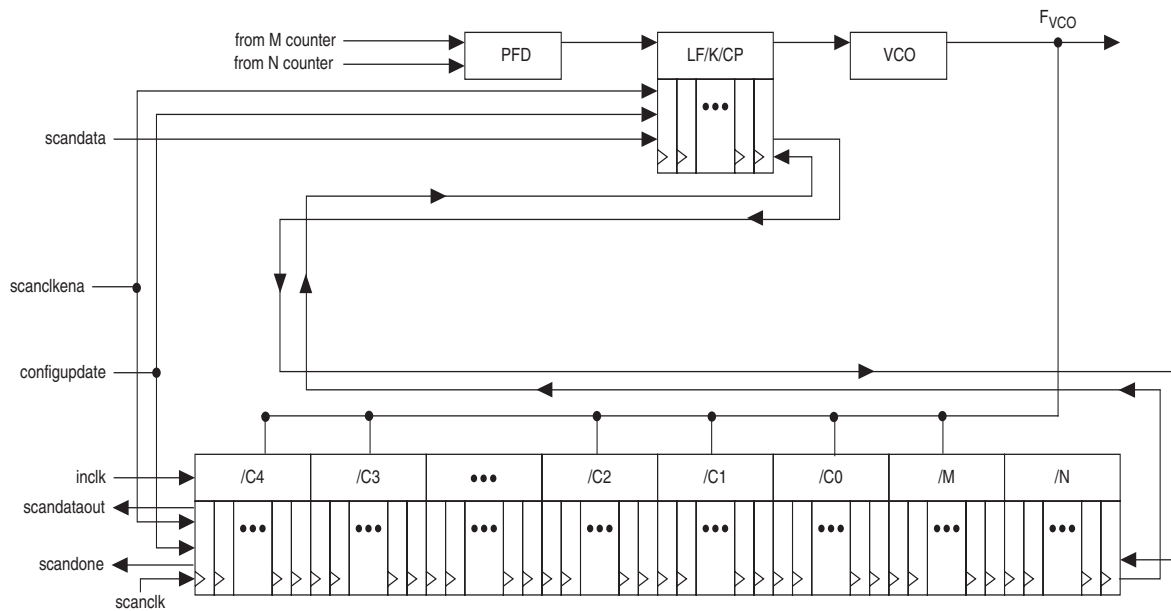 F_VCO
from M counter
from N counter
PFD
LF/K/CP
VCO
•••
scandata
scanclkena
configupdate
inclk
/C4
/C3
•••
/C2
/C1
/C0
/M
/N
scandataout
•••
•••
•••
•••
•••
•••
•••
•••
scandone
scanclk